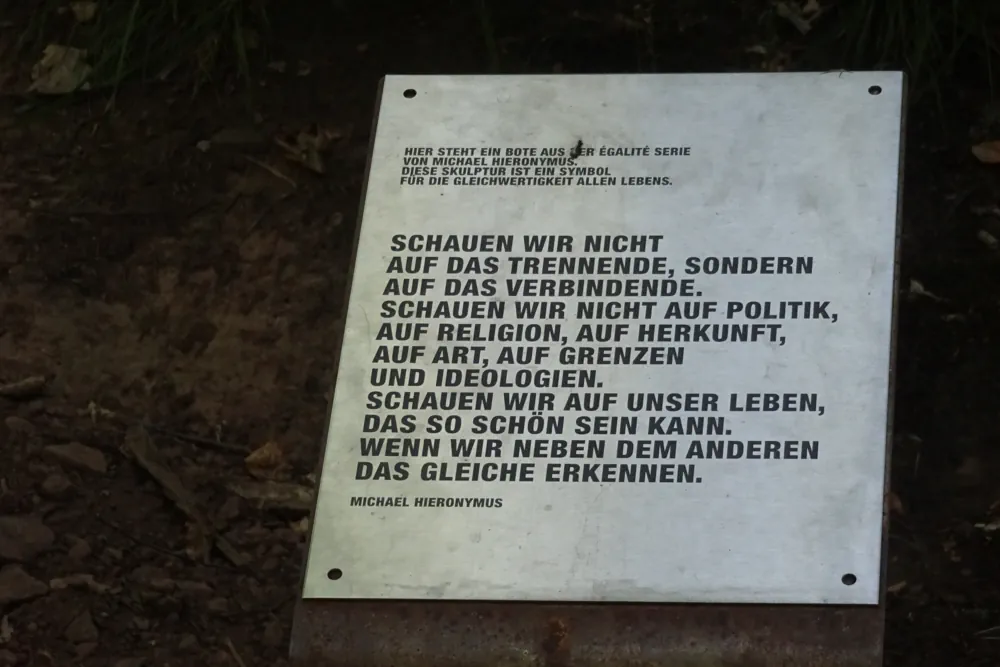 HIER STEHT EIN BOTE AUS DER ÉGALITÉ SERIE
VON MICHAEL HIERONYMUS.
DIESE SKULPTUR IST EIN SYMBOL
FÜR DIE GLEICHWERTIGKEIT ALLEN LEBENS.
SCHAUEN WIR NICHT
AUF DAS TRENNENDE, SONDERN
AUF DAS VERBINDENDE.
SCHAUEN WIR NICHT AUF POLITIK,
AUF RELIGION, AUF HERKUNFT,
AUF ART, AUF GRENZEN
UND IDEOLOGIEN.
SCHAUEN WIR AUF UNSER LEBEN,
DAS SO SCHÖN SEIN KANN.
WENN WIR NEBEN DEM ANDEREN
DAS GLEICHE ERKENNEN.
MICHAEL HIERONYMUS